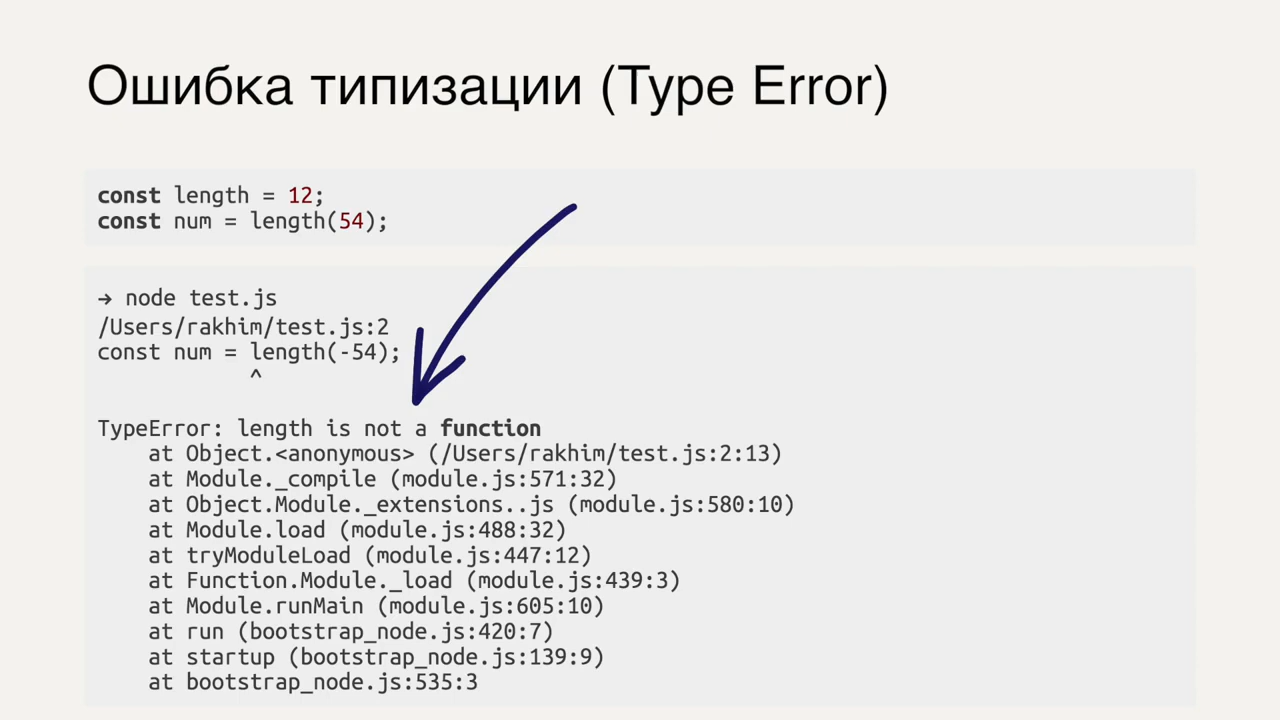 Ошибка типизации (Type Error)
const length = 12;
const num = length(54);
→ node test.js
/Users/rakhim/test.js:2
const num = length(-54);
^
TypeError: length is not a function
at Object.<anonymous> (/Users/rakhim/test.js:2:13)
at Module._compile (module.js:571:32)
at Object.Module._extensions..js (module.js:580:10)
at Module.load (module.js:488:32)
at tryModuleLoad (module.js:447:12)
at Function.Module._load (module.js:439:3)
at Module.runMain (module.js:605:10)
at run (bootstrap_node.js:420:7)
at startup (bootstrap_node.js:139:9)
at bootstrap_node.js:535:3